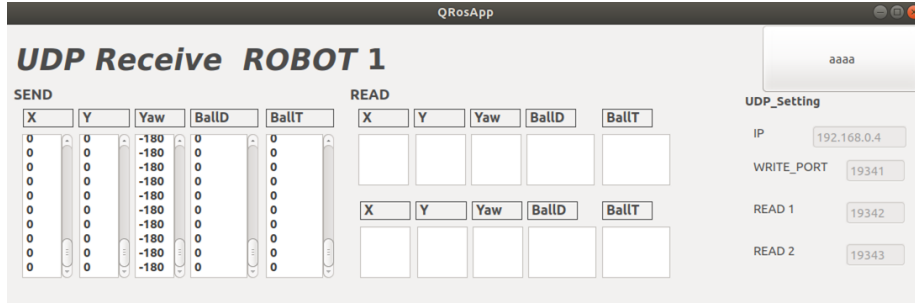 QRosApp
UDP Receive ROBOT 1
aaaa
SEND
X Y Yaw BallD BallT
0 0 -180 0 0
0 0 -180 0 0
0 0 -180 0 0
0 0 -180 0 0
0 0 -180 0 0
0 0 -180 0 0
0 0 -180 0 0
0 0 -180 0 0
0 0 -180 0 0
0 0 -180 0 0
READ
X Y Yaw BallD BallT
X Y Yaw BallD BallT
UDP_Setting
IP 192.168.0.4
WRITE_PORT 19341
READ 1 19342
READ 2 19343